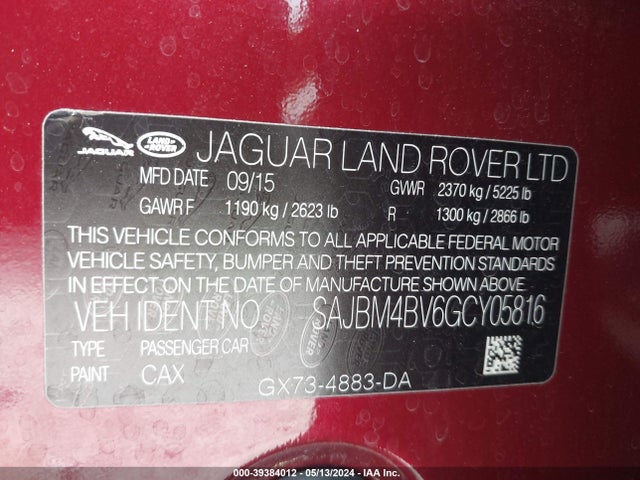 JAGUAR
LAND ROVER
JAGUAR LAND ROVER LTD
MFD DATE 09/15 GVWR 2370 kg / 5225 lb
GAWR F 1190 kg / 2623 lb R 1300 kg / 2866 lb
THIS VEHICLE CONFORMS TO ALL APPLICABLE FEDERAL MOTOR
VEHICLE SAFETY, BUMPER AND THEFT PREVENTION STANDARDS
IN EFFECT ON THE DATE OF MANUFACTURE SHOWN ABOVE.
VEH IDENT NO SAJBM4BV6GCY05816
TYPE PASSENGER CAR
PAINT CAX
GX73-4883-DA
000-39384012 - 05/13/2024 - IAA Inc.